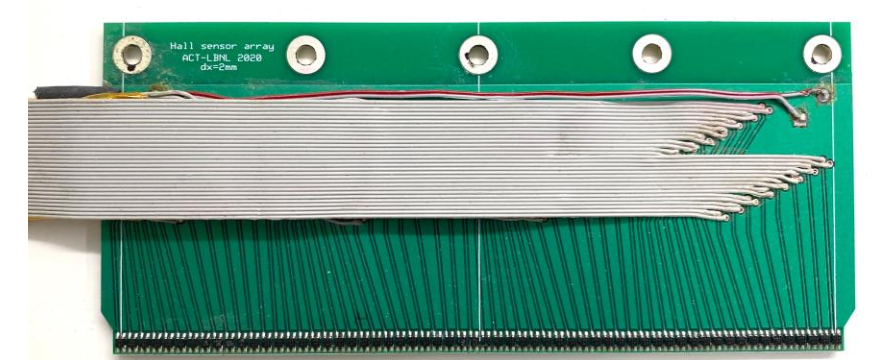 Hall sensor array
ACT-LBNL 2020
dx=2mm